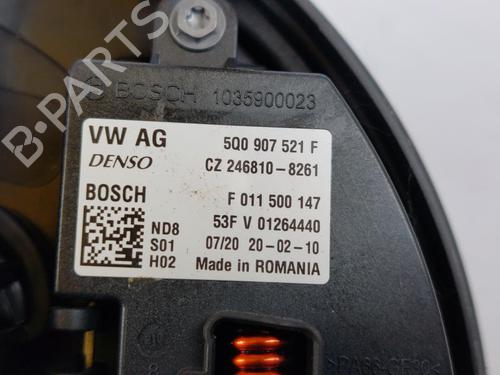 BOSCH 1035900023
VW AG 5Q0 907 521 F
DENSO CZ 246810-8261
BOSCH F 011 500 147
ND8 53F V 01264440
S01 07/20 20-02-10
H02 Made in ROMANIA
B-PARTS